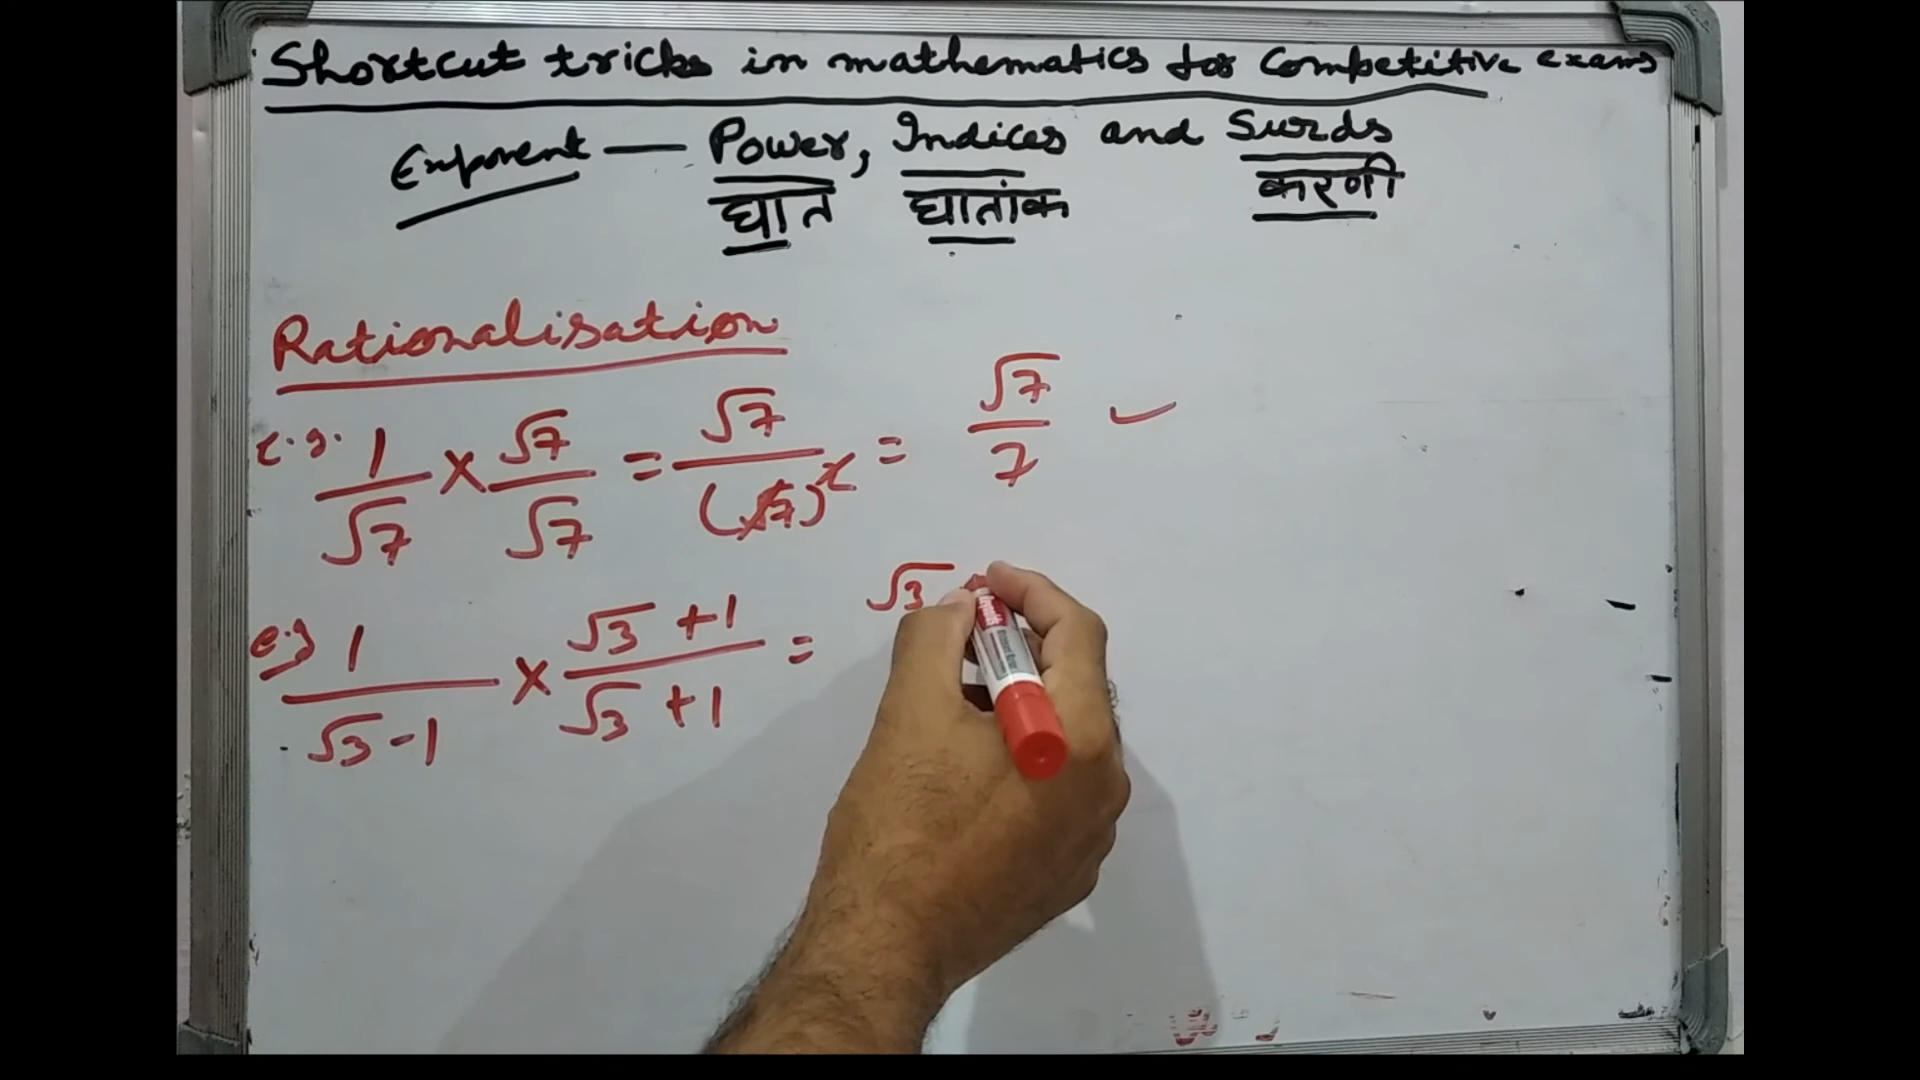 Shortcut tricks in mathematics for Competitive exams
Exponent — Power, Indices and Surds
घात घातांक करणी
Rationalisation
e.g. 1/√7 × √7/√7 = √7/(√7)² = √7/7 ✓
e.g 1/(√3-1) × (√3+1)/(√3+1) = √3